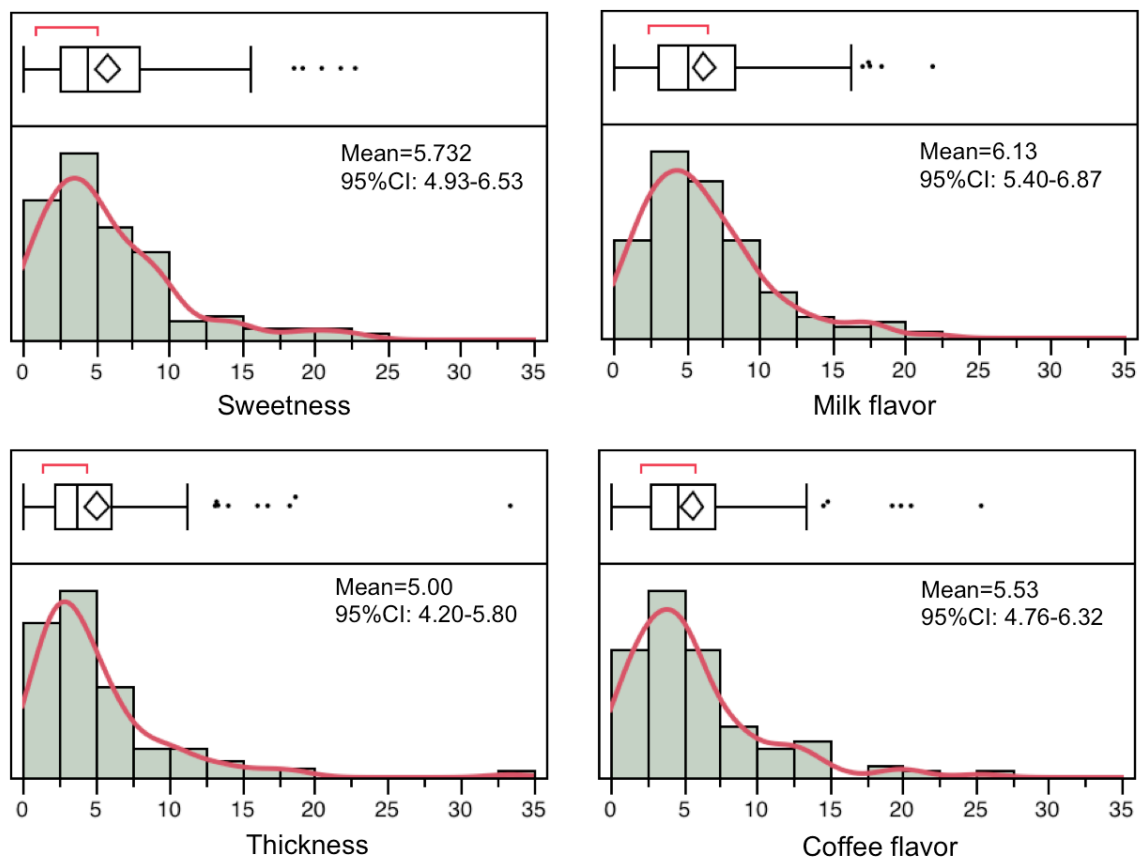 Mean=5.732
95%CI: 4.93-6.53
0 5 10 15 20 25 30 35
Sweetness
Mean=6.13
95%CI: 5.40-6.87
0 5 10 15 20 25 30 35
Milk flavor
Mean=5.00
95%CI: 4.20-5.80
0 5 10 15 20 25 30 35
Thickness
Mean=5.53
95%CI: 4.76-6.32
0 5 10 15 20 25 30 35
Coffee flavor